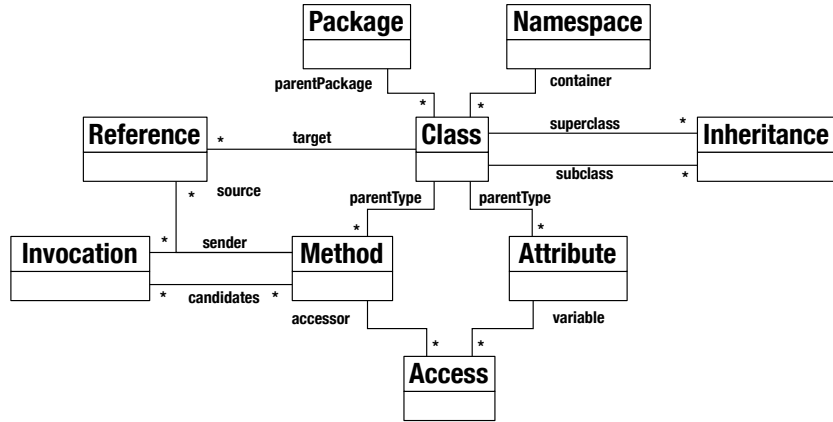 Package
Namespace
parentPackage
*
*
container
Reference
*
target
Class
superclass
*
Inheritance
*
source
subclass
*
parentType
parentType
*
*
Invocation
*
sender
Method
Attribute
*
candidates
*
accessor
variable
*
*
Access